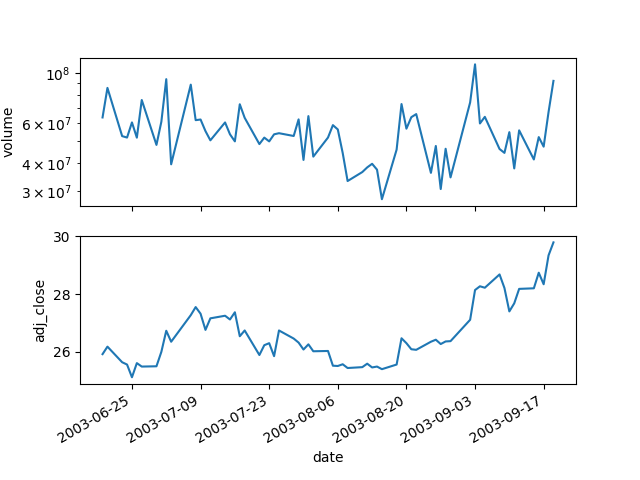 volume
10⁸
6 × 10⁷
4 × 10⁷
3 × 10⁷
adj_close
30
28
26
2003-06-25
2003-07-09
2003-07-23
2003-08-06
2003-08-20
2003-09-03
2003-09-17
date